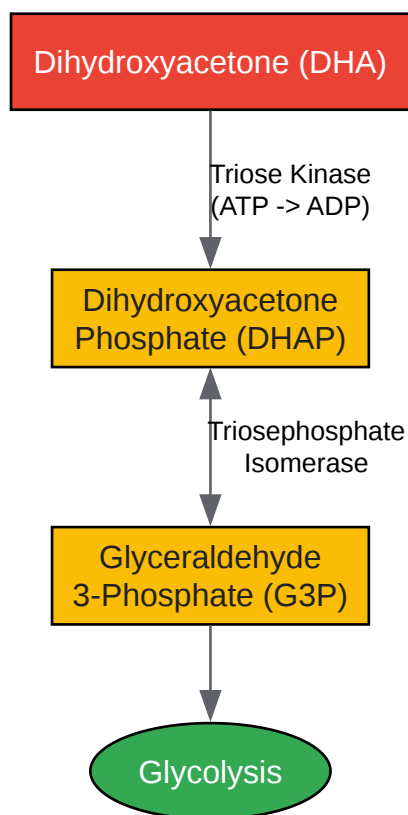 Dihydroxyacetone (DHA)
Triose Kinase
(ATP -> ADP)
Dihydroxyacetone
Phosphate (DHAP)
Triosephosphate
Isomerase
Glyceraldehyde
3-Phosphate (G3P)
Glycolysis